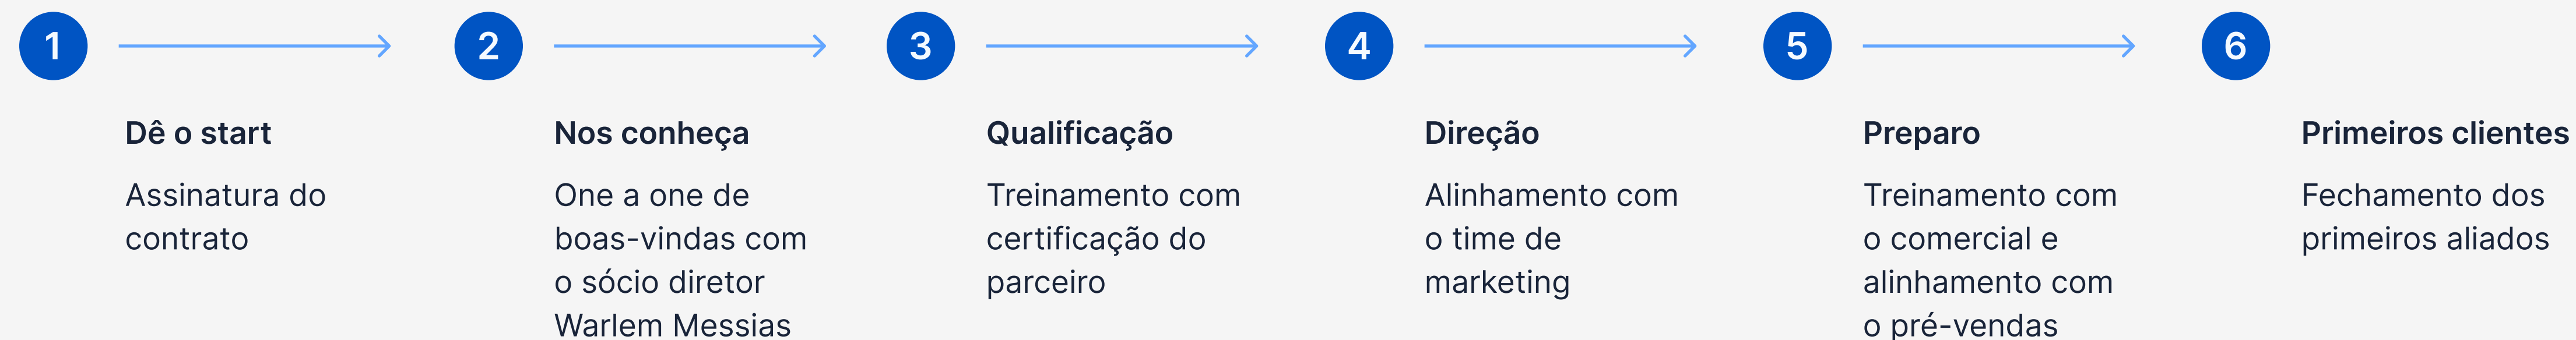 1
2
3
4
5
6
Dê o start
Assinatura do
contrato
Nos conheça
One a one de
boas-vindas com
o sócio diretor
Warlem Messias
Qualificação
Treinamento com
certificação do
parceiro
Direção
Alinhamento com
o time de
marketing
Preparo
Treinamento com
o comercial e
alinhamento com
o pré-vendas
Primeiros clientes
Fechamento dos
primeiros aliados